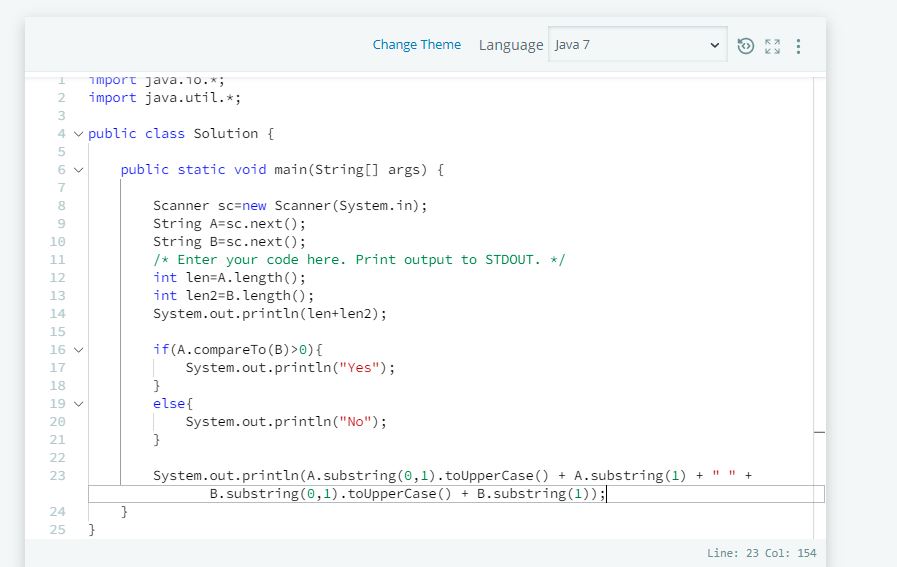 Change Theme Language Java 7
1 import java.io.*;
2 import java.util.*;
3
4 public class Solution {
5
6 public static void main(String[] args) {
7
8 Scanner sc=new Scanner(System.in);
9 String A=sc.next();
10 String B=sc.next();
11 /* Enter your code here. Print output to STDOUT. */
12 int len=A.length();
13 int len2=B.length();
14 System.out.println(len+len2);
15
16 if(A.compareTo(B)>0){
17 System.out.println("Yes");
18 }
19 else{
20 System.out.println("No");
21 }
22
23 System.out.println(A.substring(0,1).toUpperCase() + A.substring(1) + " " +
B.substring(0,1).toUpperCase() + B.substring(1));
24 }
25 }
Line: 23 Col: 154